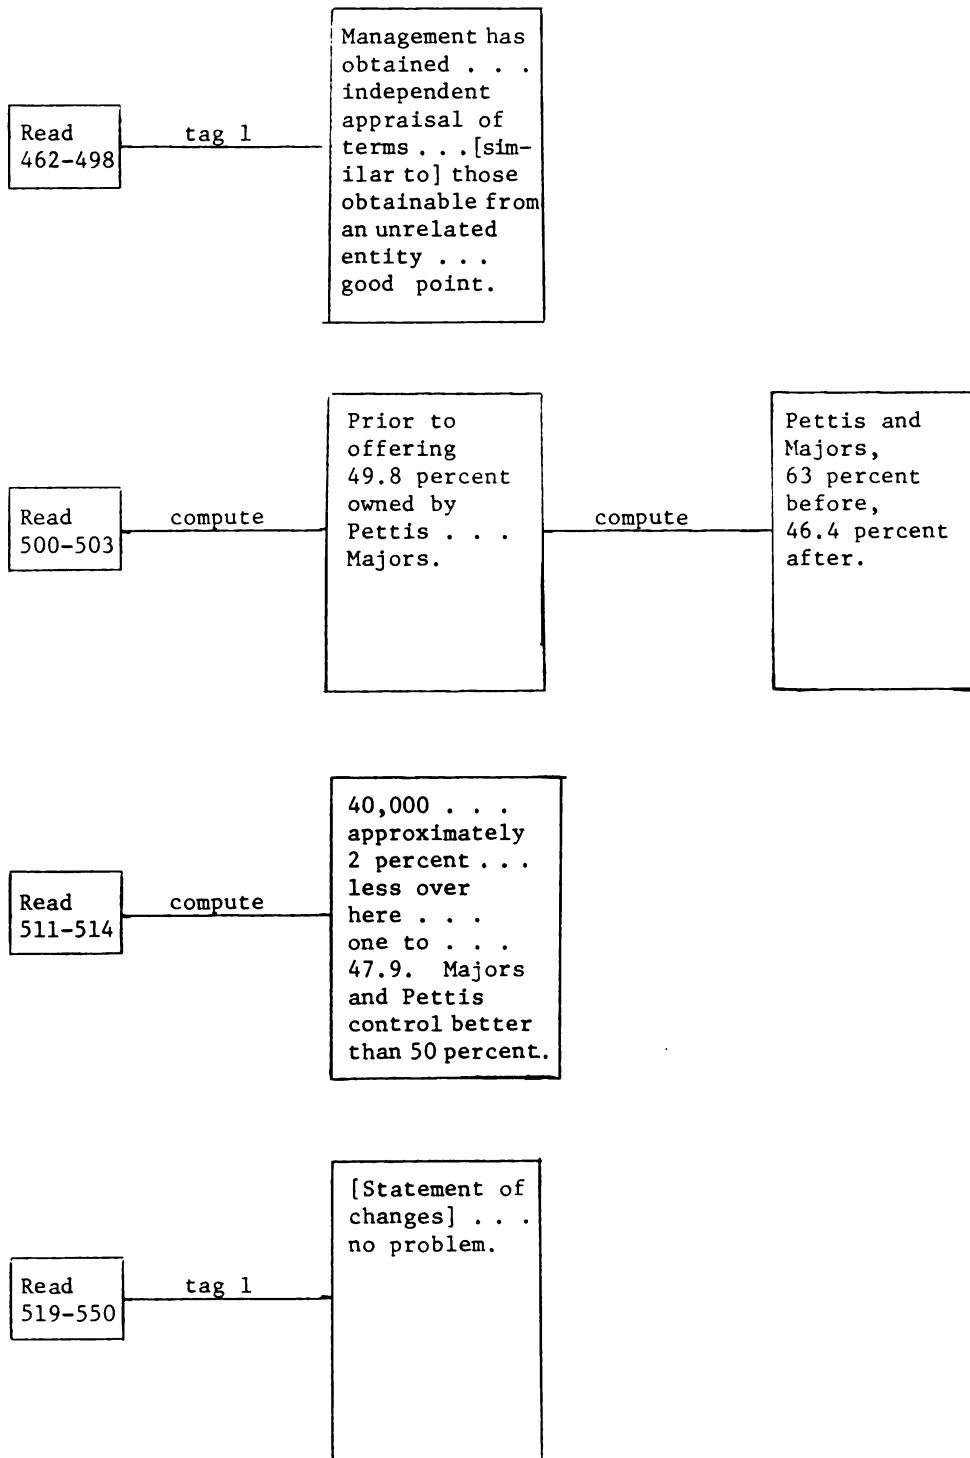 Management has
obtained . . .
independent
appraisal of
terms . . . [sim-
ilar to] those
obtainable from
an unrelated
entity . . .
good point.
Read
462-498
tag 1
Prior to
offering
49.8 percent
owned by
Pettis . . .
Majors.
Pettis and
Majors,
63 percent
before,
46.4 percent
after.
Read
500-503
compute
compute
40,000 . . .
approximately
2 percent . . .
less over
here . . .
one to . . .
47.9. Majors
and Pettis
control better
than 50 percent.
Read
511-514
compute
[Statement of
changes] . . .
no problem.
Read
519-550
tag 1